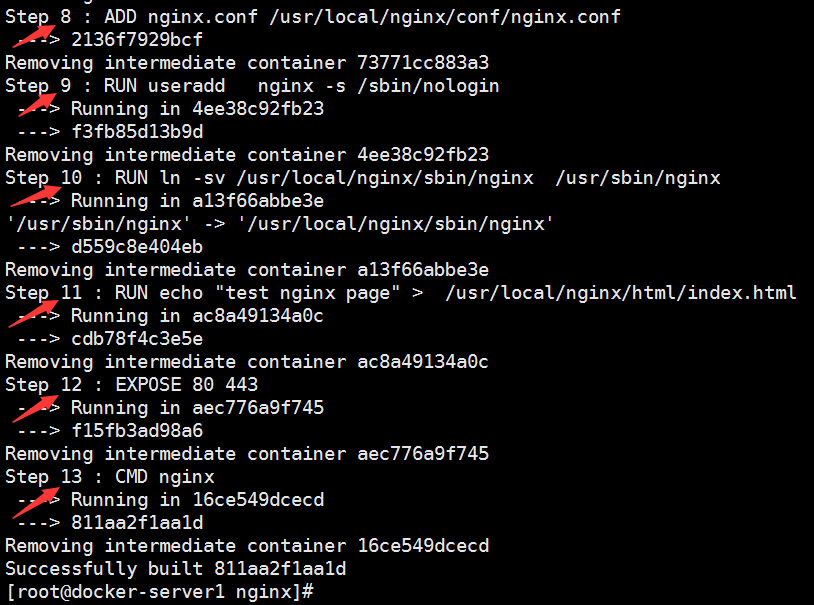 Step 8 : ADD nginx.conf /usr/local/nginx/conf/nginx.conf
 ---> 2136f7929bcf
Removing intermediate container 73771cc883a3
Step 9 : RUN useradd   nginx -s /sbin/nologin
 ---> Running in 4ee38c92fb23
 ---> f3fb85d13b9d
Removing intermediate container 4ee38c92fb23
Step 10 : RUN ln -sv /usr/local/nginx/sbin/nginx  /usr/sbin/nginx
 ---> Running in a13f66abbe3e
'/usr/sbin/nginx' -> '/usr/local/nginx/sbin/nginx'
 ---> d559c8e404eb
Removing intermediate container a13f66abbe3e
Step 11 : RUN echo "test nginx page" >  /usr/local/nginx/html/index.html
 ---> Running in ac8a49134a0c
 ---> cdb78f4c3e5e
Removing intermediate container ac8a49134a0c
Step 12 : EXPOSE 80 443
 ---> Running in aec776a9f745
 ---> f15fb3ad98a6
Removing intermediate container aec776a9f745
Step 13 : CMD nginx
 ---> Running in 16ce549dcecd
 ---> 811aa2f1aa1d
Removing intermediate container 16ce549dcecd
Successfully built 811aa2f1aa1d
[root@docker-server1 nginx]#